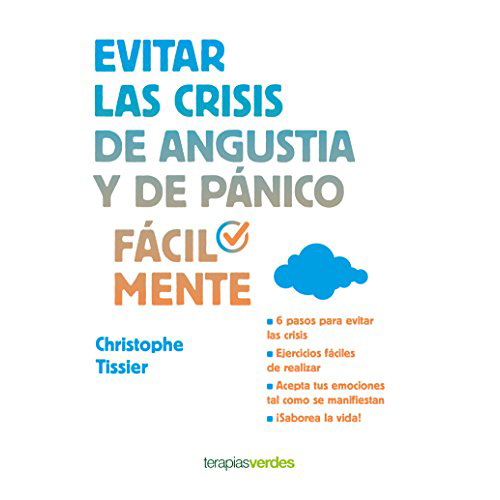 EVITAR
LAS CRISIS
DE ANGUSTIA
Y DE PÁNICO
FÁCIL
MENTE
Christophe
Tissier
6 pasos para evitar
las crisis
Ejercicios fáciles
de realizar
Acepta tus emociones
tal como se manifiestan
¡Saborea la vida!
terapiasverdes